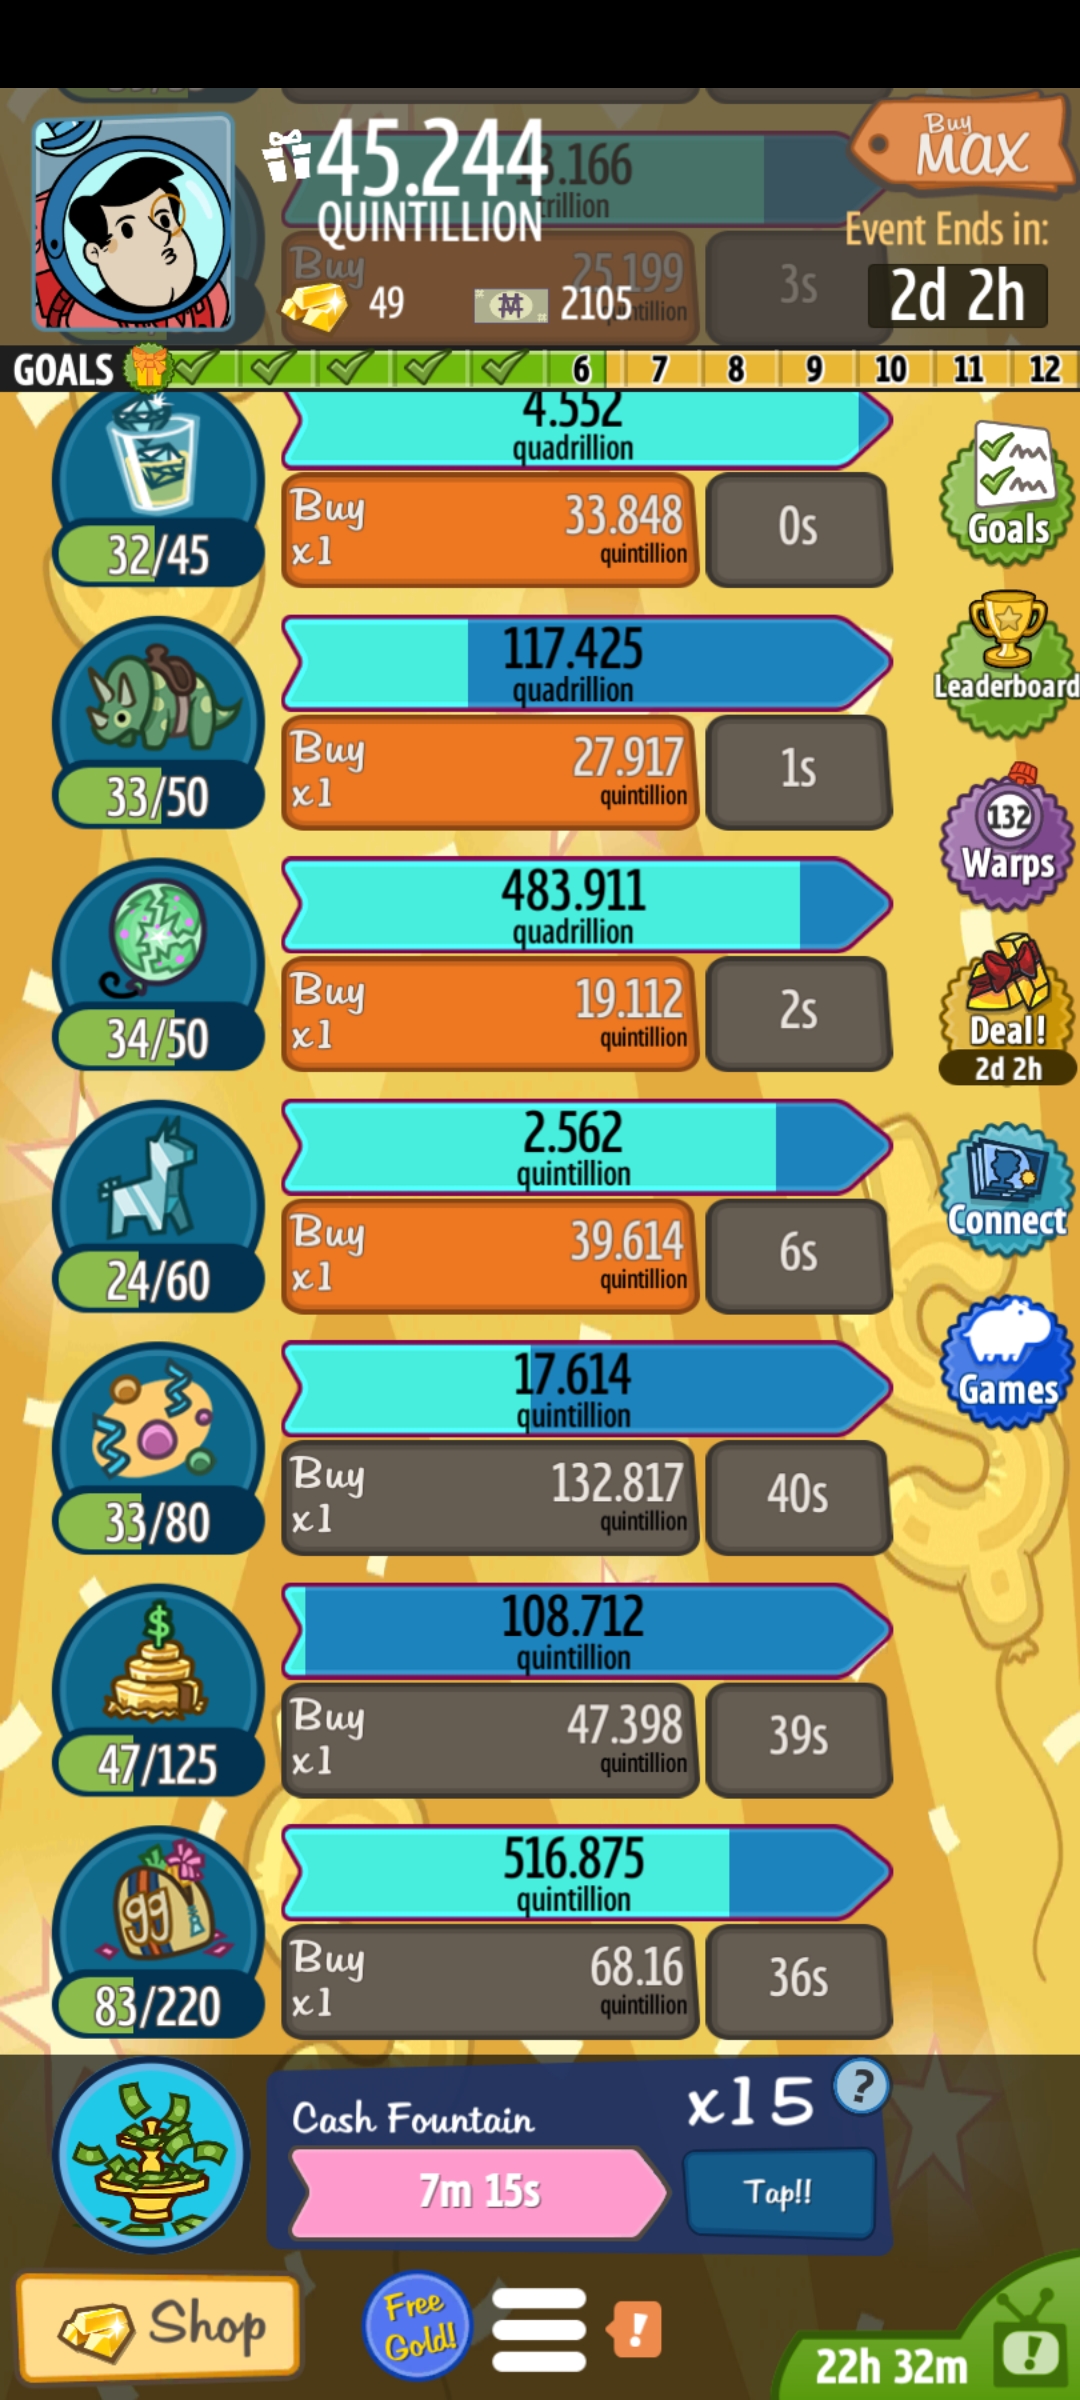 45.244
QUINTILLION
49
2105
Buy
MAX
Event Ends in:
2d 2h
.166
trillion
Buy
25.199
3s
GOALS
6 7 8 9 10 11 12
4.552
quadrillion
Buy
x1
33.848
quintillion
0s
32/45
Goals
117.425
quadrillion
Buy
x1
27.917
quintillion
1s
33/50
Leaderboard
483.911
quadrillion
Buy
x1
19.112
quintillion
2s
34/50
132
Warps
Deal!
2d 2h
2.562
quintillion
Buy
x1
39.614
quintillion
6s
24/60
Connect
17.614
quintillion
Buy
x1
132.817
quintillion
40s
33/80
Games
$
108.712
quintillion
Buy
x1
47.398
quintillion
39s
47/125
99
516.875
quintillion
Buy
x1
68.16
quintillion
36s
83/220
Cash Fountain
x15
?
7m 15s
Tap!!
Shop
Free
Gold!
!
22h 32m
!